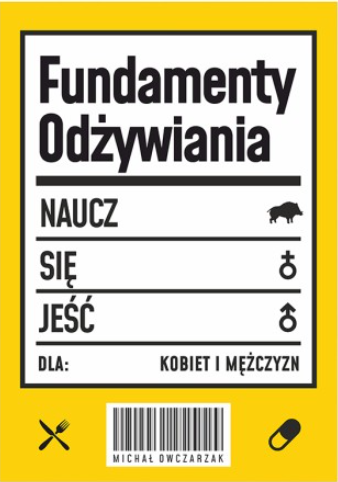 Fundamenty
Odżywiania
NAUCZ
SIĘ
JEŚĆ
DLA: KOBIET I MĘŻCZYZN
MICHAŁ OWCZARZAK